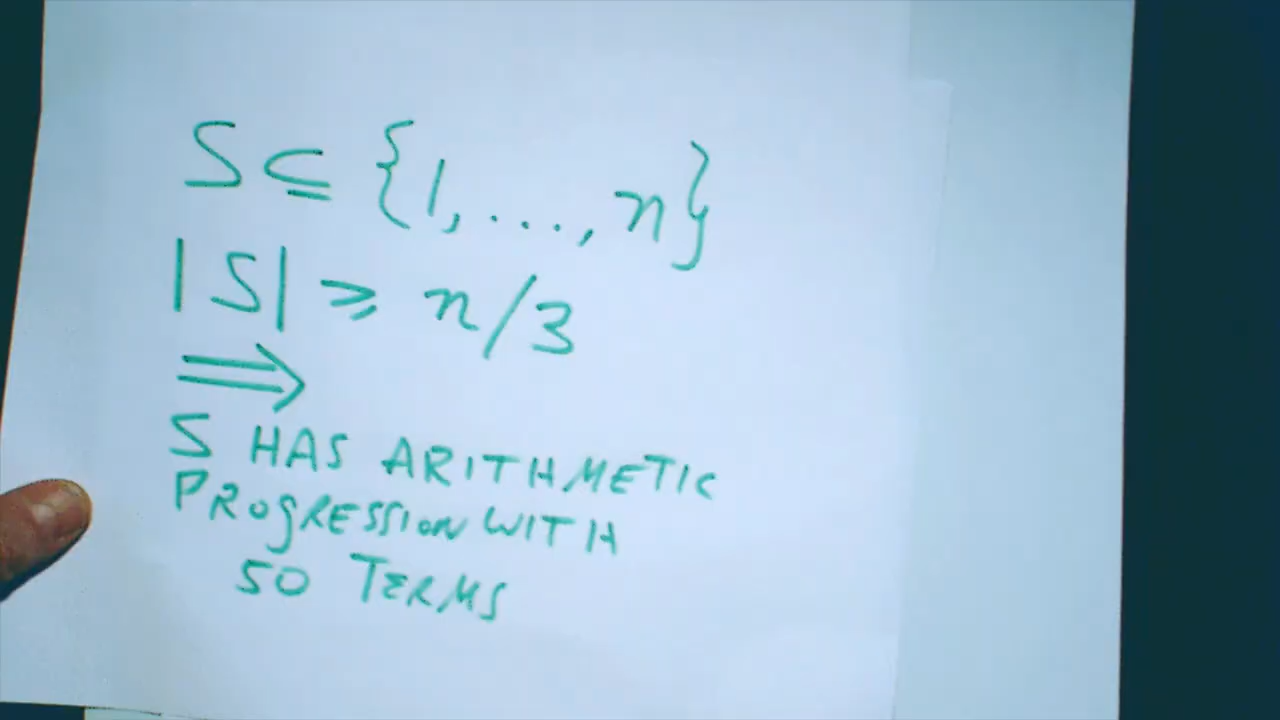 S ⊆ {1, ..., n}
|S| ⩾ n/3
⟹
S HAS ARITHMETIC
PROGRESSION WITH
50 TERMS